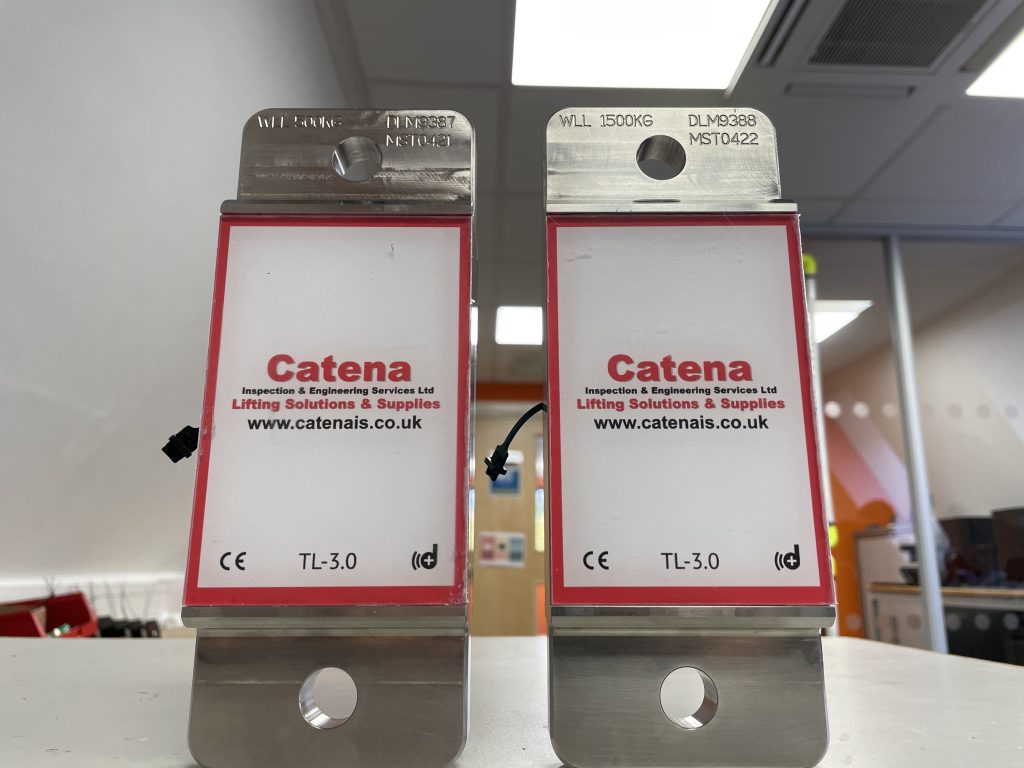 WLL 500KG DLM9387
MST0421
Catena
Inspection & Engineering Services Ltd
Lifting Solutions & Supplies
www.catenais.co.uk
CE TL-3.0 d
WLL 1500KG DLM9388
MST0422
Catena
Inspection & Engineering Services Ltd
Lifting Solutions & Supplies
www.catenais.co.uk
CE TL-3.0 d